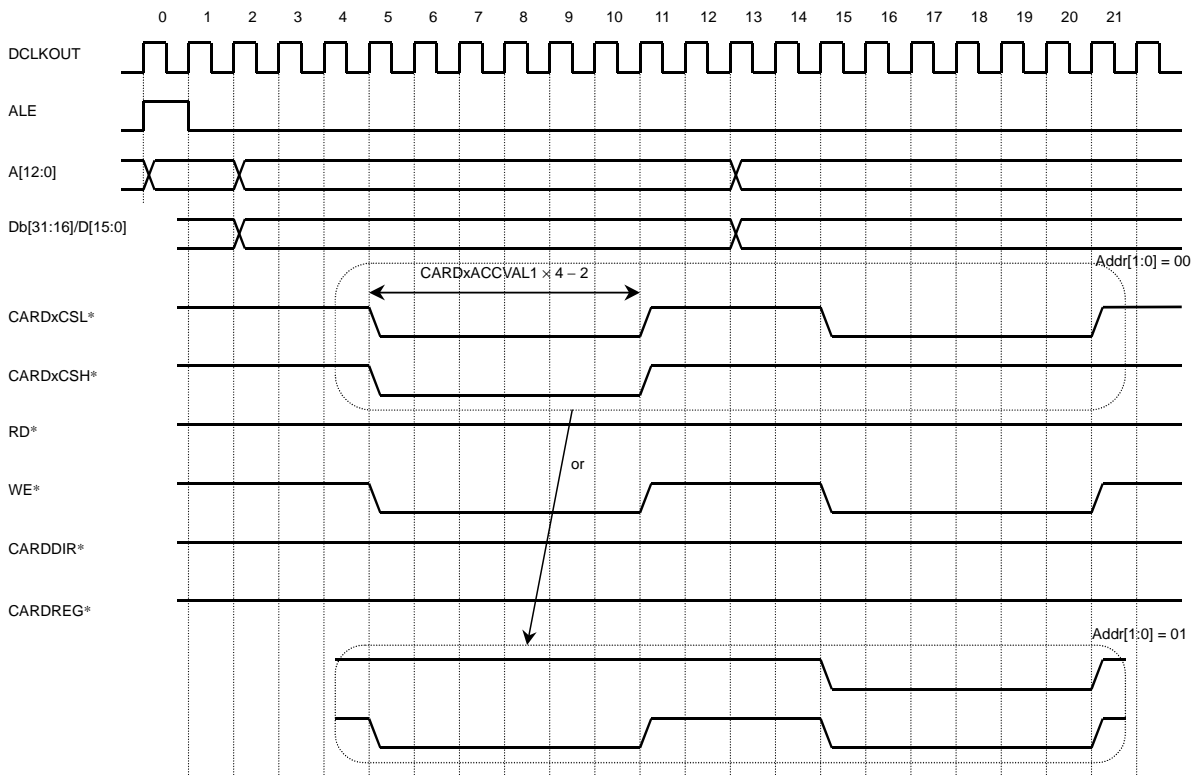 0 1 2 3 4 5 6 7 8 9 10 11 12 13 14 15 16 17 18 19 20 21
DCLKOUT
ALE
A[12:0]
Db[31:16]/D[15:0]
Addr[1:0] = 00
CARDxACCVAL1 × 4 − 2
CARDxCSL*
CARDxCSH*
RD*
or
WE*
CARDDIR*
CARDREG*
Addr[1:0] = 01